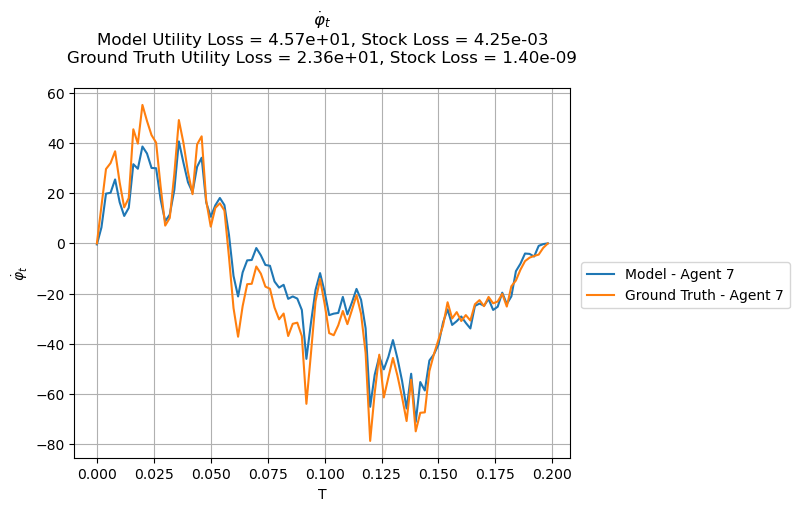 φ̇ₜ
Model Utility Loss = 4.57e+01, Stock Loss = 4.25e-03
Ground Truth Utility Loss = 2.36e+01, Stock Loss = 1.40e-09
60
40
20
0
−20
−40
−60
−80
φ̇ₜ
0.000 0.025 0.050 0.075 0.100 0.125 0.150 0.175 0.200
T
Model - Agent 7
Ground Truth - Agent 7